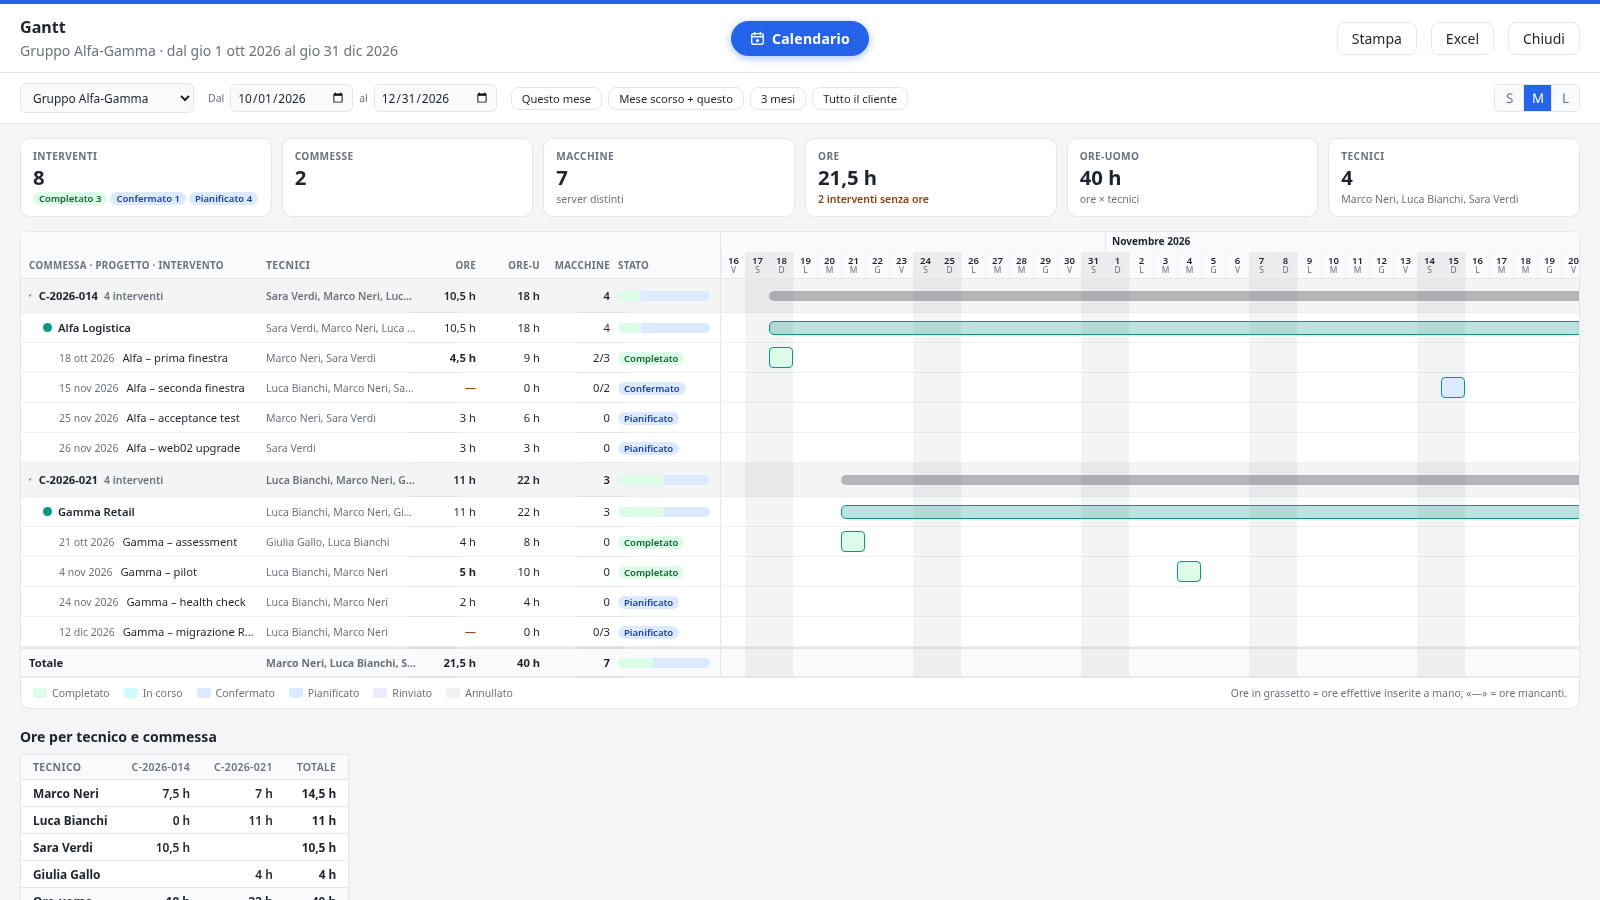 Gantt
Gruppo Alfa-Gamma · dal gio 1 ott 2026 al gio 31 dic 2026
Calendario
Stampa
Excel
Chiudi
Gruppo Alfa-Gamma
Dal
10/01/2026
al
12/31/2026
Questo mese
Mese scorso + questo
3 mesi
Tutto il cliente
S M L
INTERVENTI
8
Completato 3 Confermato 1 Pianificato 4
COMMESSE
2
MACCHINE
7
server distinti
ORE
21,5 h
2 interventi senza ore
ORE-UOMO
40 h
ore × tecnici
TECNICI
4
Marco Neri, Luca Bianchi, Sara Verdi
Novembre 2026
COMMESSA · PROGETTO · INTERVENTO TECNICI ORE ORE-U MACCHINE STATO
16 17 18 19 20 21 22 23 24 25 26 27 28 29 30 31 1 2 3 4 5 6 7 8 9 10 11 12 13 14 15 16 17 18 19 20
V S D L M M G V S D L M M G V S D L M M G V S D L M M G V S D L M M G V
C-2026-014 4 interventi Sara Verdi, Marco Neri, Luc... 10,5 h 18 h 4
Alfa Logistica Sara Verdi, Marco Neri, Luca ... 10,5 h 18 h 4
18 ott 2026 Alfa – prima finestra Marco Neri, Sara Verdi 4,5 h 9 h 2/3 Completato
15 nov 2026 Alfa – seconda finestra Luca Bianchi, Marco Neri, Sa... — 0 h 0/2 Confermato
25 nov 2026 Alfa – acceptance test Marco Neri, Sara Verdi 3 h 6 h 0 Pianificato
26 nov 2026 Alfa – web02 upgrade Sara Verdi 3 h 3 h 0 Pianificato
C-2026-021 4 interventi Luca Bianchi, Marco Neri, G... 11 h 22 h 3
Gamma Retail Luca Bianchi, Marco Neri, Gi... 11 h 22 h 3
21 ott 2026 Gamma – assessment Giulia Gallo, Luca Bianchi 4 h 8 h 0 Completato
4 nov 2026 Gamma – pilot Luca Bianchi, Marco Neri 5 h 10 h 0 Completato
24 nov 2026 Gamma – health check Luca Bianchi, Marco Neri 2 h 4 h 0 Pianificato
12 dic 2026 Gamma – migrazione R... Luca Bianchi, Marco Neri — 0 h 0/3 Pianificato
Totale Marco Neri, Luca Bianchi, S... 21,5 h 40 h 7
Completato In corso Confermato Pianificato Rinviato Annullato
Ore in grassetto = ore effettive inserite a mano; «—» = ore mancanti.
Ore per tecnico e commessa
TECNICO C-2026-014 C-2026-021 TOTALE
Marco Neri 7,5 h 7 h 14,5 h
Luca Bianchi 0 h 11 h 11 h
Sara Verdi 10,5 h 10,5 h
Giulia Gallo 4 h 4 h